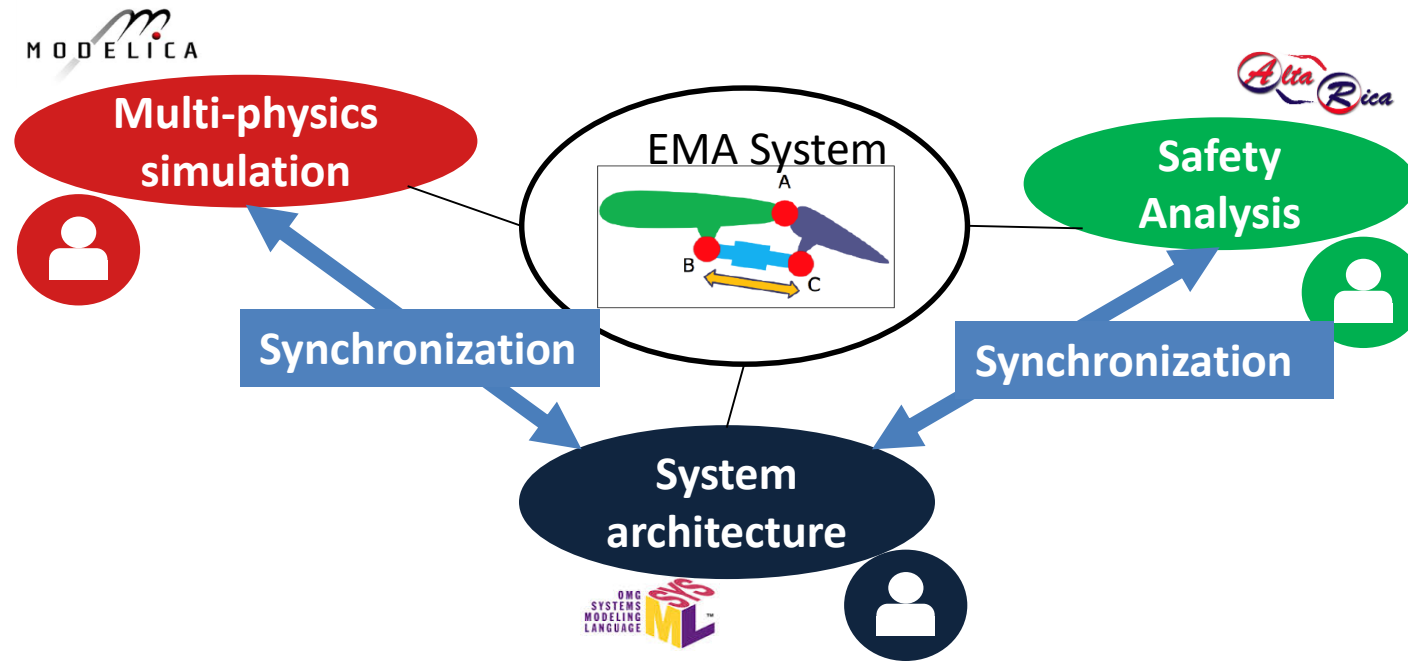 MODELICA
Multi-physics
simulation
EMA System
A
B
C
Alta
Rica
Safety
Analysis
Synchronization
Synchronization
System
architecture
OMG
SYSTEMS
MODELING
LANGUAGE
SYS
ML™